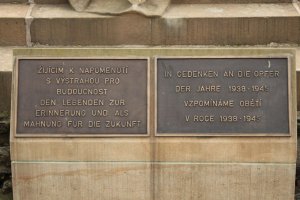 ŽIJÍCÍM K NAPOMENUTÍ
S VÝSTRAHOU PRO
BUDOUCNOST
DEN LEBENDEN ZUR
ERINNERUNG UND ALS
MAHNUNG FÜR DIE ZUKUNFT
IN GEDENKEN AN DIE OPFER
DER JAHRE 1938-1945
VZPOMÍNÁME OBĚTÍ
V ROCE 1938-1945